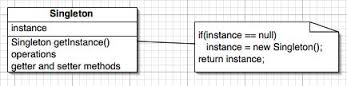 Singleton
instance
Singleton getInstance()
operations
getter and setter methods
if(instance == null)
instance = new Singleton();
return instance;